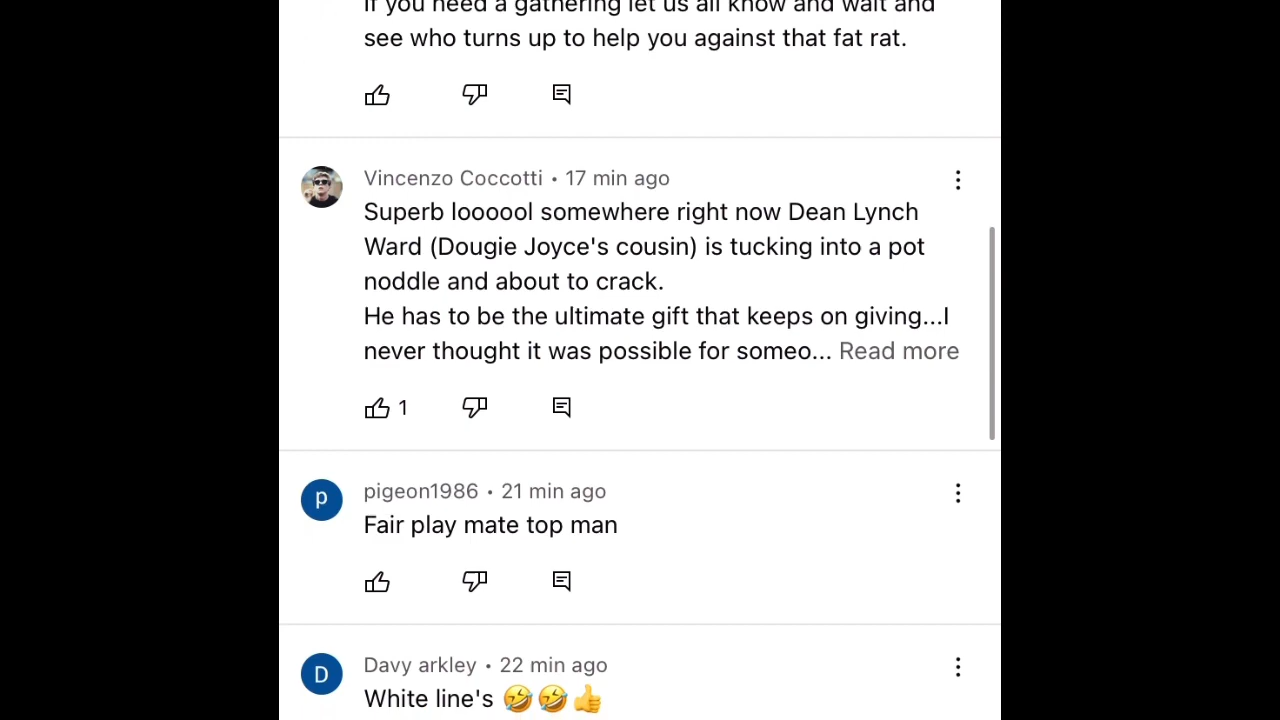 If you need a gathering let us all know and wait and
see who turns up to help you against that fat rat.
Vincenzo Coccotti • 17 min ago
Superb loooool somewhere right now Dean Lynch
Ward (Dougie Joyce's cousin) is tucking into a pot
noddle and about to crack.
He has to be the ultimate gift that keeps on giving...I
never thought it was possible for someo... Read more
1
p
pigeon1986 • 21 min ago
Fair play mate top man
D
Davy arkley • 22 min ago
White line's 🤣🤣👍